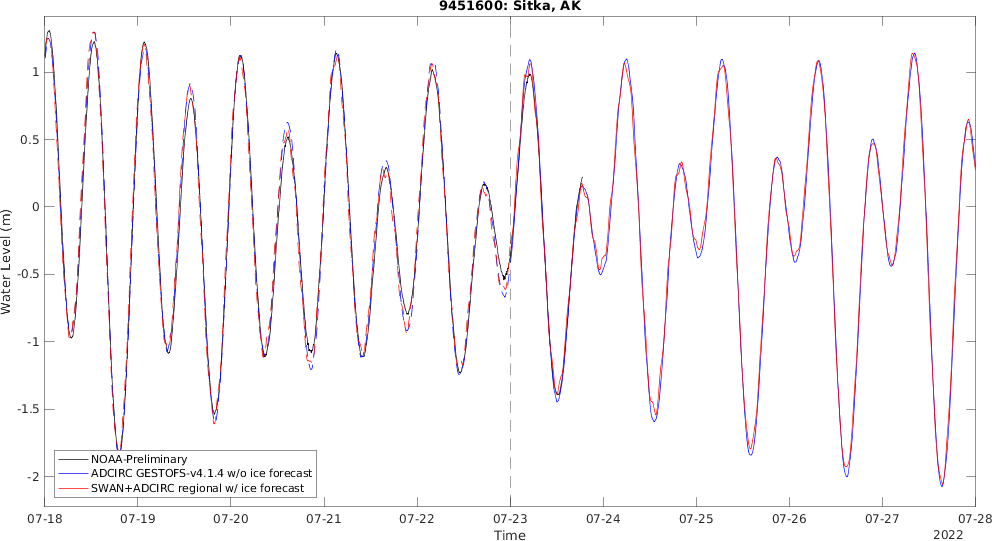 9451600: Sitka, AK
Water Level (m)
1
0.5
0
-0.5
-1
-1.5
-2
NOAA-Preliminary
ADCIRC GESTOFS-v4.1.4 w/o ice forecast
SWAN+ADCIRC regional w/ ice forecast
07-18 07-19 07-20 07-21 07-22 07-23 07-24 07-25 07-26 07-27 07-28
Time
2022